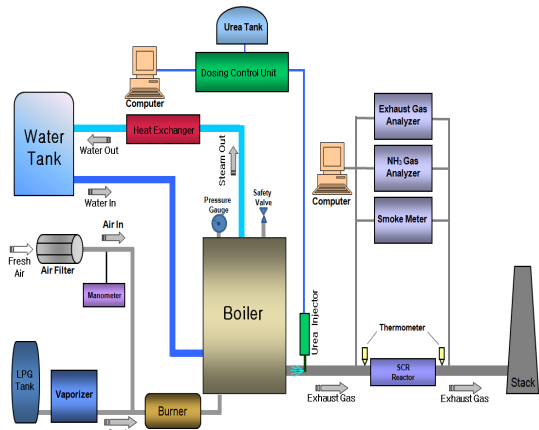 Urea Tank
Dosing Control Unit
Computer
Exhaust Gas
Analyzer
Water
Tank
Heat Exchanger
Water Out
Steam Out
NH₃ Gas
Analyzer
Computer
Water In
Pressure
Gauge
Safety
Valve
Smoke Meter
Air In
Fresh
Air
Air Filter
Manometer
Boiler
Urea Injector
Thermometer
LPG
Tank
Vaporizer
Burner
SCR
Reactor
Exhaust Gas
Exhaust Gas
Stack